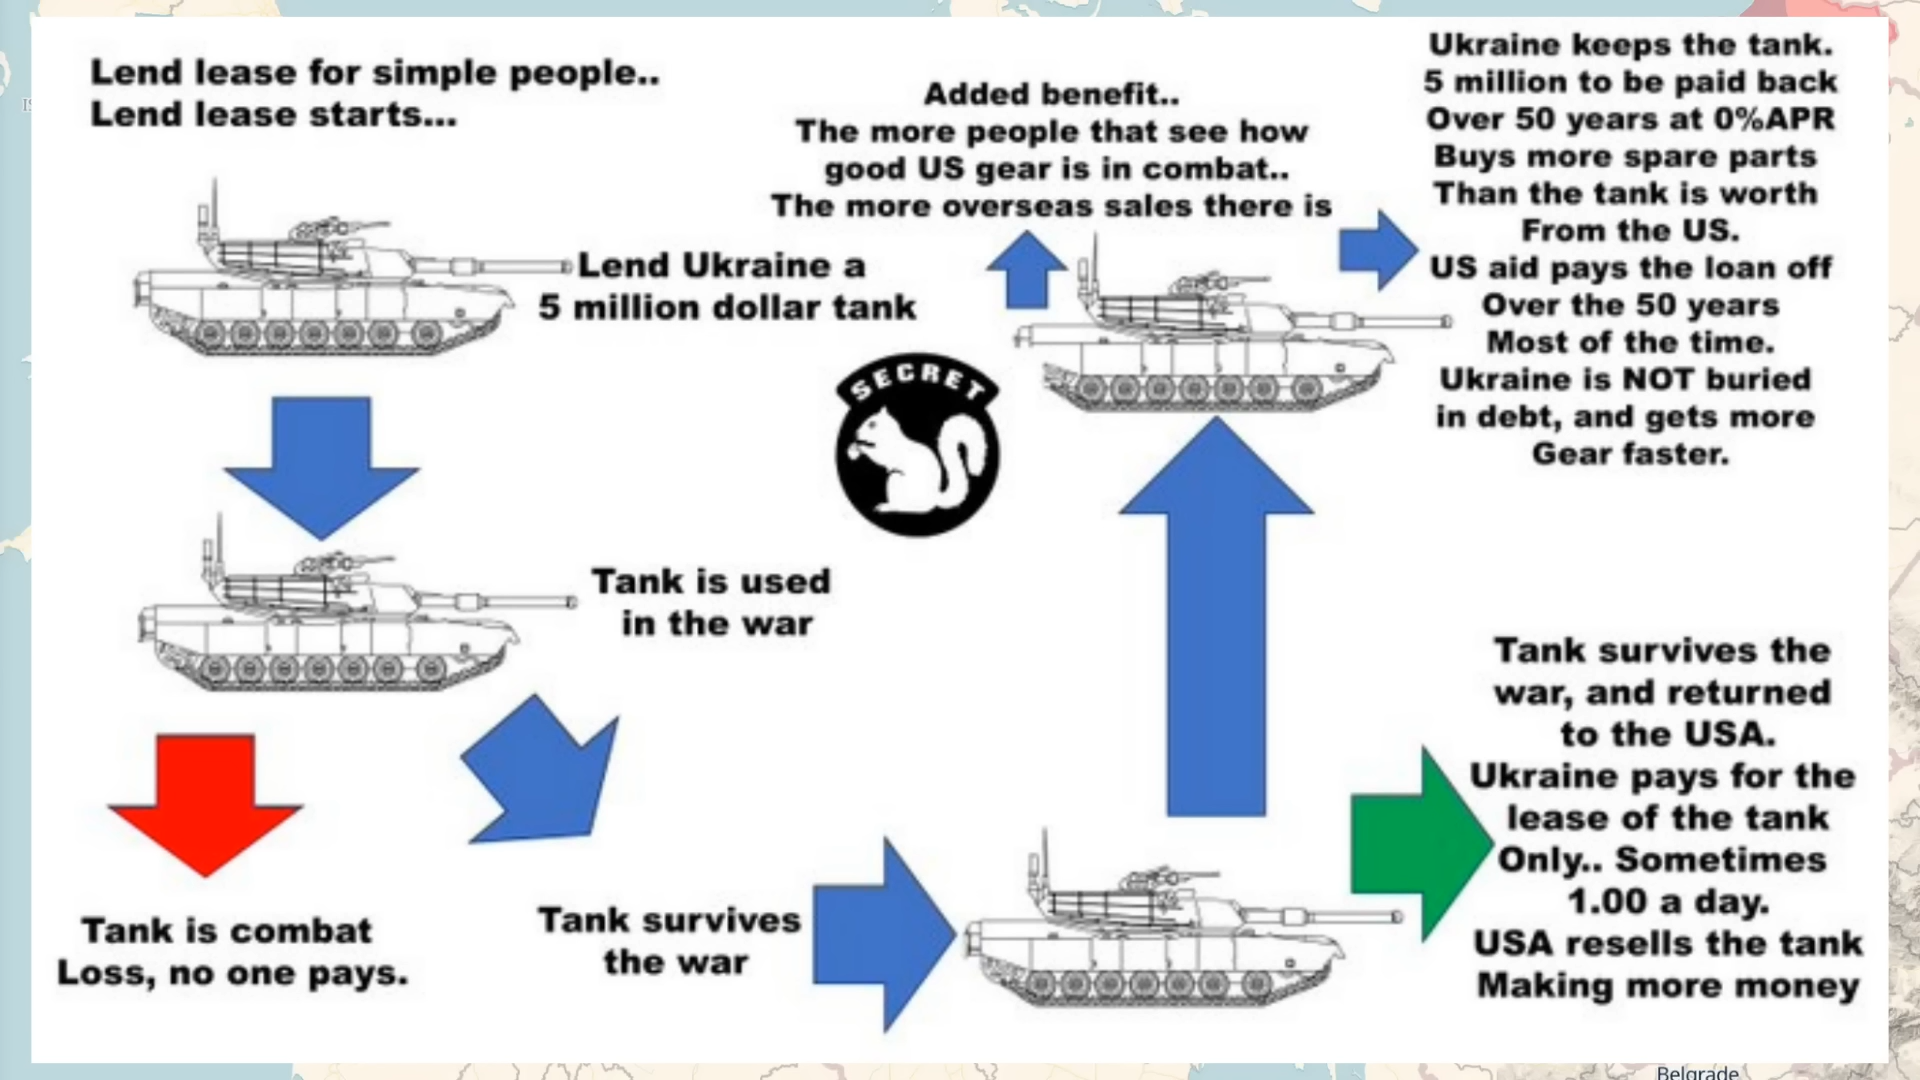 Lend lease for simple people..
Lend lease starts...
Lend Ukraine a
5 million dollar tank
Tank is used
in the war
Tank is combat
Loss, no one pays.
Tank survives
the war
SECRET
Added benefit..
The more people that see how
good US gear is in combat..
The more overseas sales there is
Ukraine keeps the tank.
5 million to be paid back
Over 50 years at 0%APR
Buys more spare parts
Than the tank is worth
From the US.
US aid pays the loan off
Over the 50 years
Most of the time.
Ukraine is NOT buried
in debt, and gets more
Gear faster.
Tank survives the
war, and returned
to the USA.
Ukraine pays for the
lease of the tank
Only.. Sometimes
1.00 a day.
USA resells the tank
Making more money
Belgrade